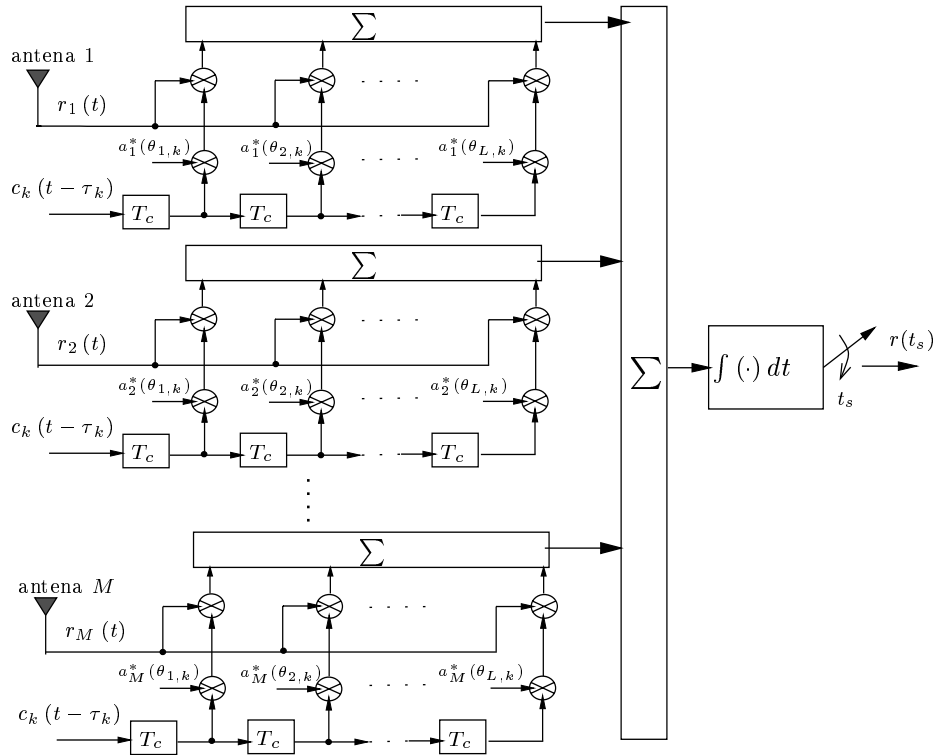 ∑
antena 1
r_1 (t)
a_1^*(θ_{1,k}) a_1^*(θ_{2,k}) . . . . a_1^*(θ_{L,k})
c_k (t − τ_k)
T_c T_c T_c
∑
antena 2
r_2 (t)
a_2^*(θ_{1,k}) a_2^*(θ_{2,k}) . . . . a_2^*(θ_{L,k})
c_k (t − τ_k)
T_c T_c T_c
∑
∫ (·) dt
r(t_s)
t_s
∑
antena M
r_M (t)
a_M^*(θ_{1,k}) a_M^*(θ_{2,k}) . . . . a_M^*(θ_{L,k})
c_k (t − τ_k)
T_c T_c T_c